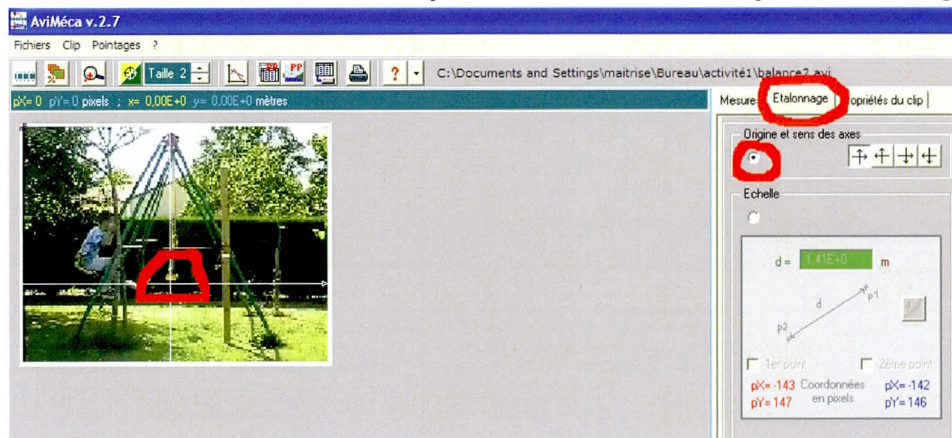 AviMéca v.2.7
Fichiers Clip Pointages ?
Taille 2 PP ? C:\Documents and Settings\maitrise\Bureau\activité1\balance2.avi
pX= 0 pY= 0 pixels ; x= 0,00E+0 y= 0,00E+0 mètres
Mesure Etalonnage opriétés du clip
Origine et sens des axes
Echelle
d = 1,41E+0 m
d p1
p2
1er point 2ème point
pX= -143 Coordonnées pX= -142
pY= 147 en pixels pY= 146